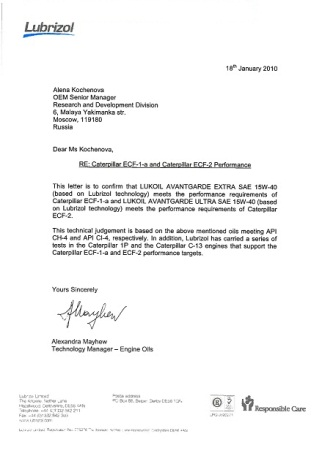 Lubrizol
18th January 2010
Alena Kochenova
OEM Senior Manager
Research and Development Division
6, Malaya Yakimanka str.
Moscow, 119180
Russia
Dear Ms Kochenova,
RE: Caterpillar ECF-1-a and Caterpillar ECF-2 Performance
This letter is to confirm that LUKOIL AVANTGARDE EXTRA SAE 15W-40
(based on Lubrizol technology) meets the performance requirements of
Caterpillar ECF-1-a and LUKOIL AVANTGARDE ULTRA SAE 15W-40 (based
on Lubrizol technology) meets the performance requirements of Caterpillar
ECF-2.
This technical judgement is based on the above mentioned oils meeting API
CH-4 and API CI-4, respectively. In addition, Lubrizol has carried a series of
tests in the Caterpillar 1P and the Caterpillar C-13 engines that support the
Caterpillar ECF-1-a and ECF-2 performance targets.
Yours Sincerely
AMayhew
Alexandra Mayhew
Technology Manager – Engine Oils
Lubrizol Limited
Postal address
Responsible Care